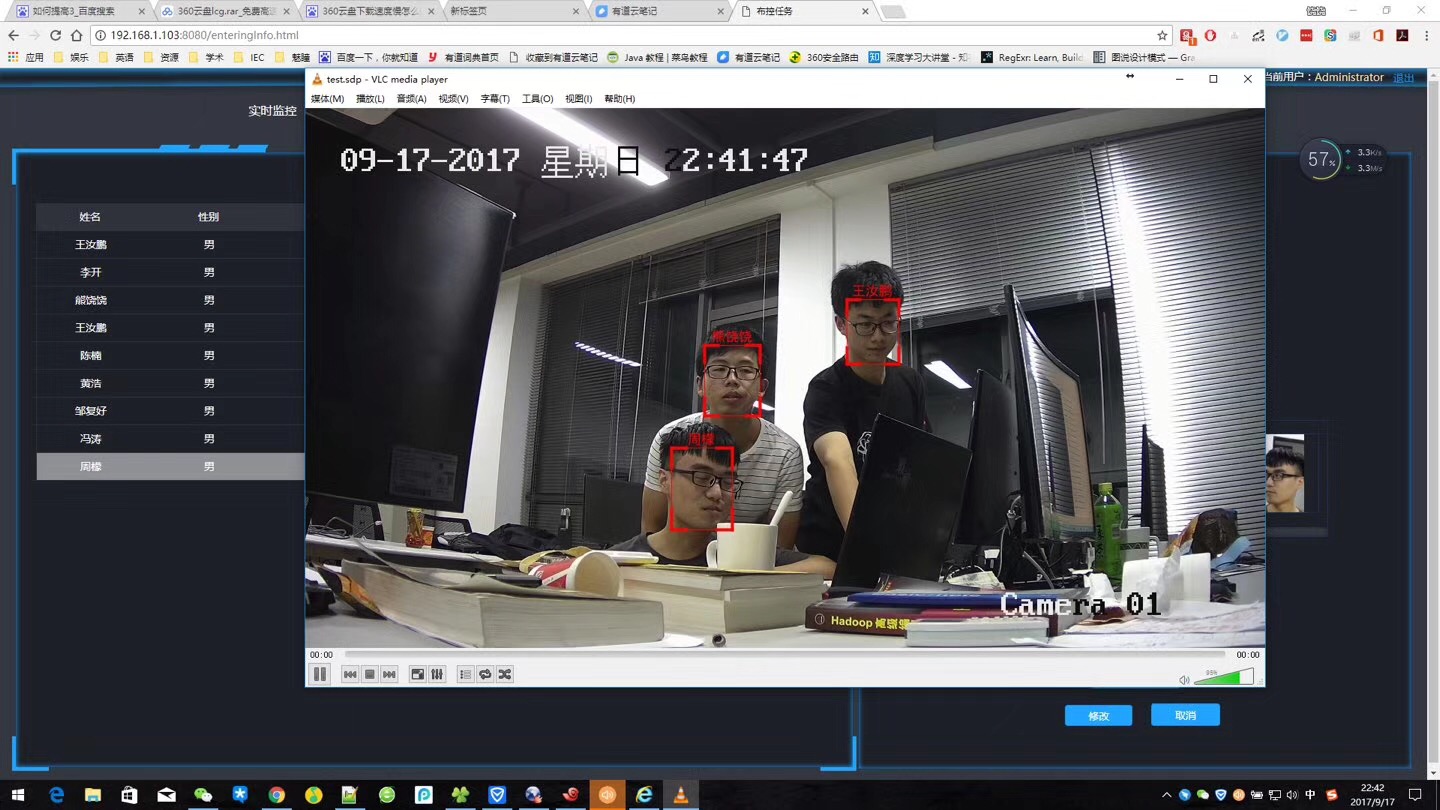 如何提高3_百度搜索
360云盘lcg.rar_免费高速
360云盘下载速度慢怎么
新标签页
有道云笔记
布控任务
饶饶
192.168.1.103:8080/enteringInfo.html
应用 娱乐 英语 资源 学术 IEC 魅瞳 百度一下，你就知道 有道词典首页 收藏到有道云笔记 Java 教程 | 菜鸟教程 有道云笔记 360安全路由 深度学习大讲堂 - 知 RegExr: Learn, Build, 图说设计模式 — Gra
test.sdp - VLC media player
当前用户：Administrator 退出
媒体(M) 播放(L) 音频(A) 视频(V) 字幕(T) 工具(O) 视图(I) 帮助(H)
实时监控
09-17-2017 星期日 22:41:47
57%
3.3K/s
3.3M/s
姓名 性别
王汝鹏 男
李开 男
熊饶饶 男
王汝鹏 男
陈楠 男
黄浩 男
邹复好 男
冯涛 男
周檬 男
王汝鹏
熊饶饶
周檬
Hadoop
Camera 01
00:00
00:00
95%
修改
取消
中
22:42
2017/9/17